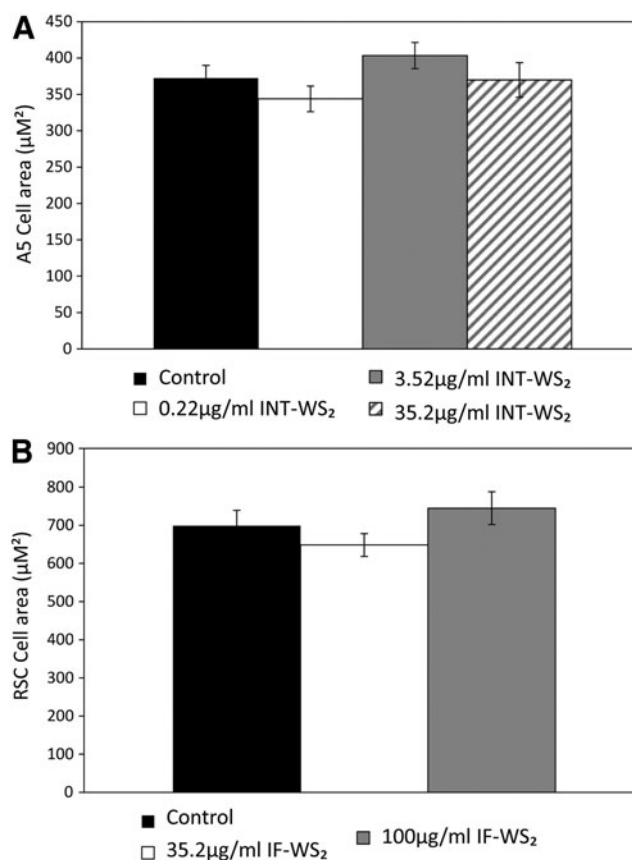 A
450
400
350
300
250
200
150
100
50
0
A5 Cell area (µM²)
Control
3.52µg/ml INT-WS₂
0.22µg/ml INT-WS₂
35.2µg/ml INT-WS₂
B
900
800
700
600
500
400
300
200
100
0
RSC Cell area (µM²)
Control
35.2µg/ml IF-WS₂
100µg/ml IF-WS₂